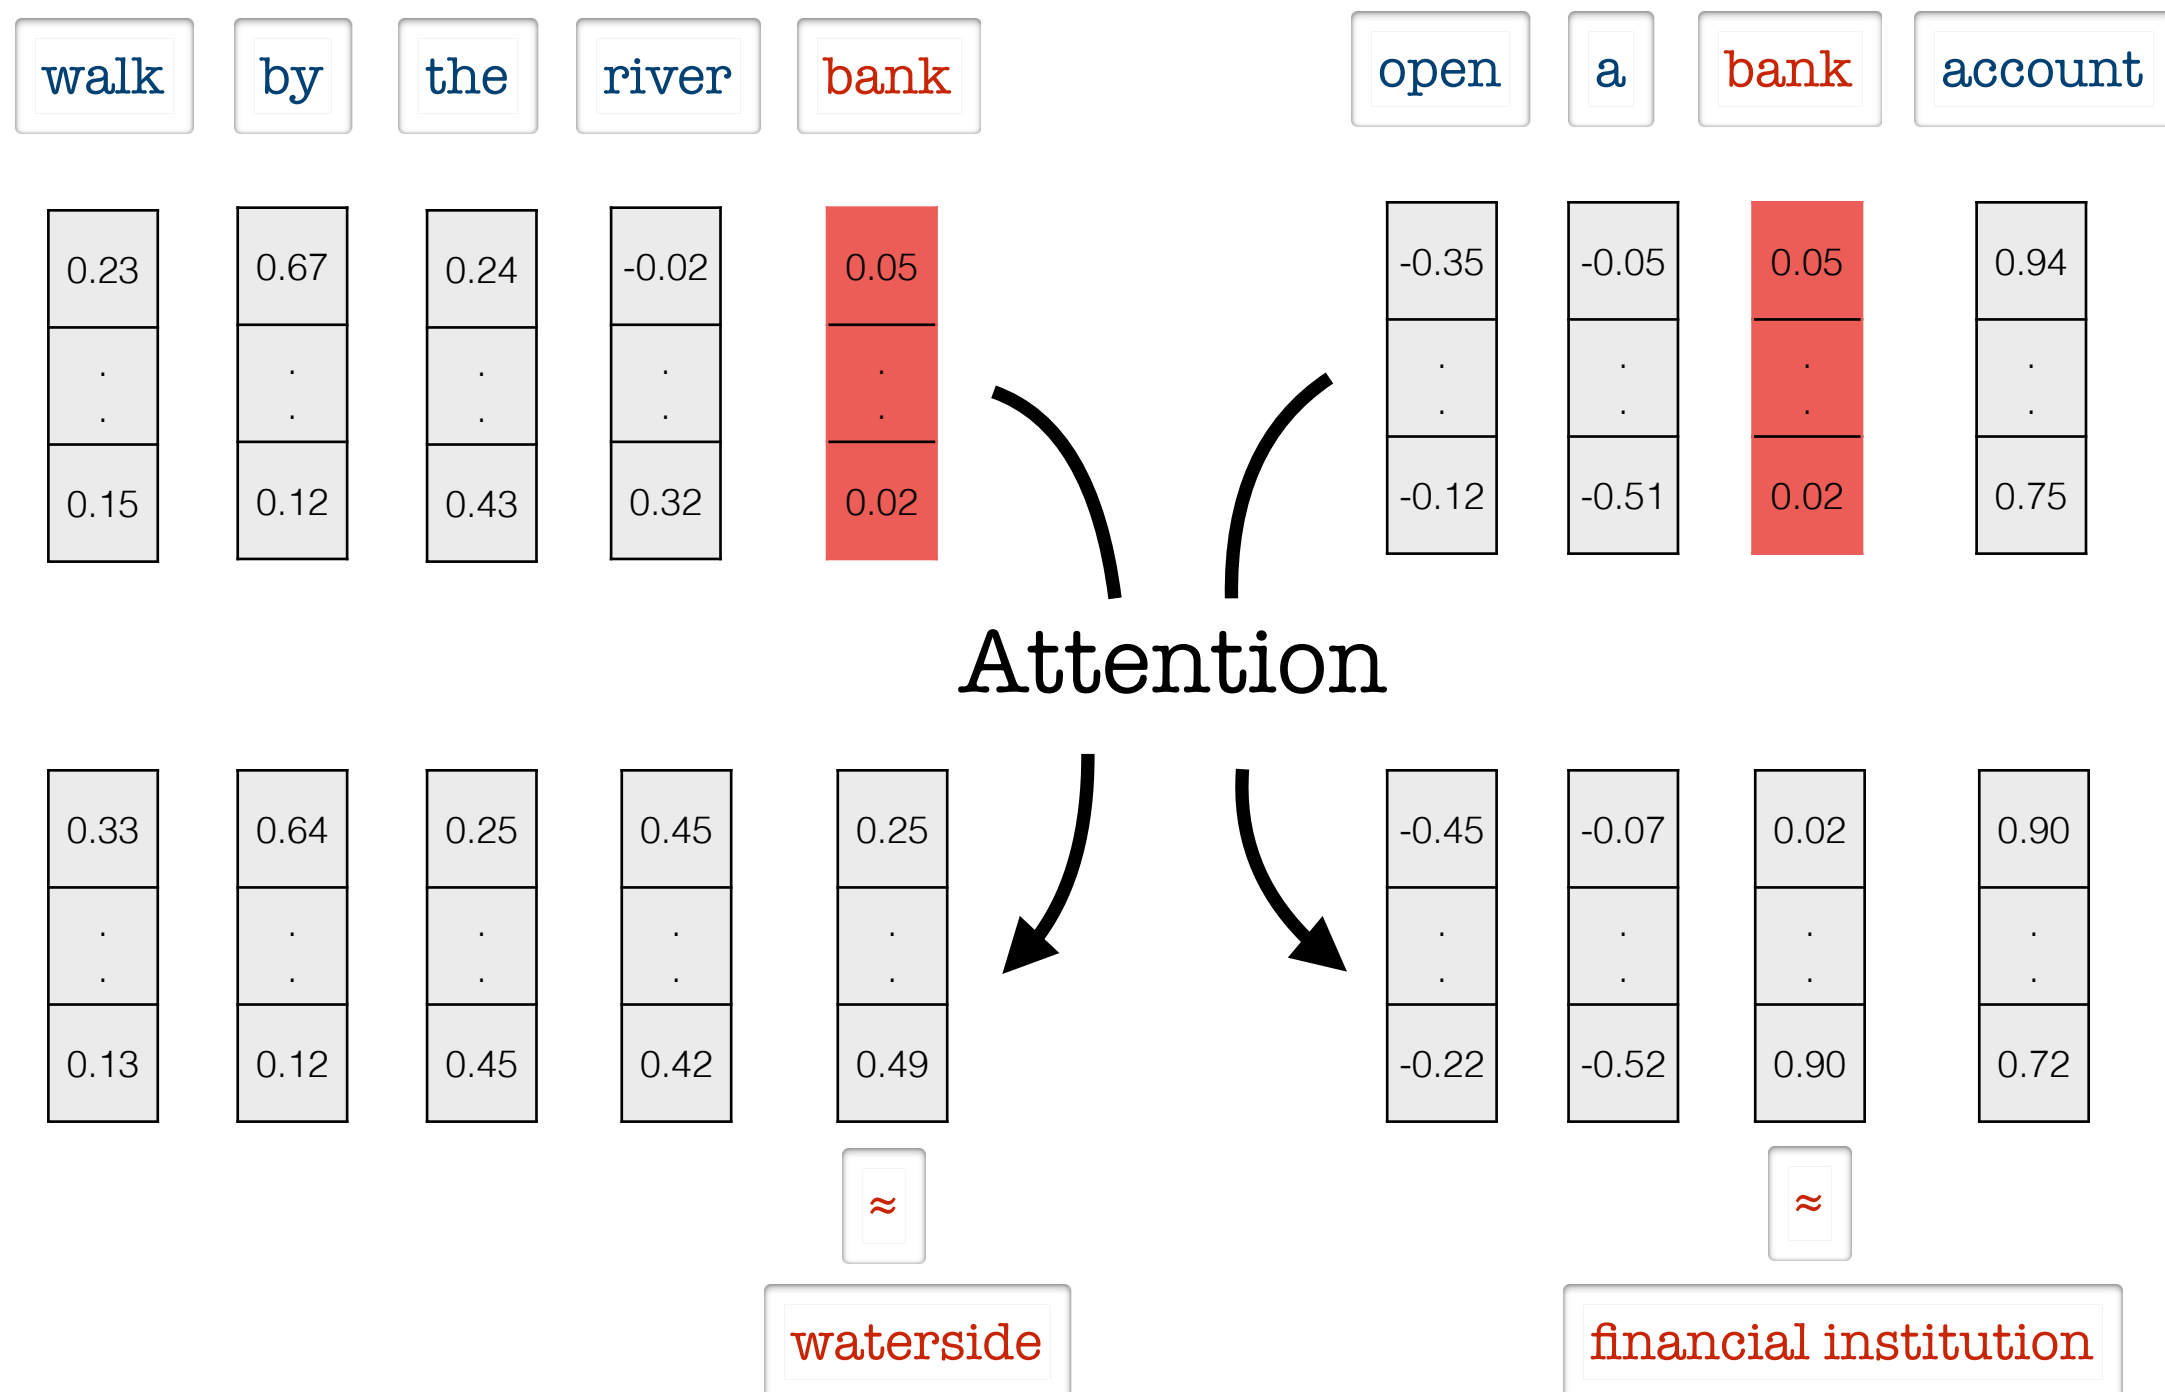 walk by the river bank open a bank account
0.23 0.67 0.24 -0.02 0.05 -0.35 -0.05 0.05 0.94
. . . . . . . . .
. . . . . . . . .
0.15 0.12 0.43 0.32 0.02 -0.12 -0.51 0.02 0.75
Attention
0.33 0.64 0.25 0.45 0.25 -0.45 -0.07 0.02 0.90
. . . . . . . . .
. . . . . . . . .
0.13 0.12 0.45 0.42 0.49 -0.22 -0.52 0.90 0.72
≈ ≈
waterside financial institution